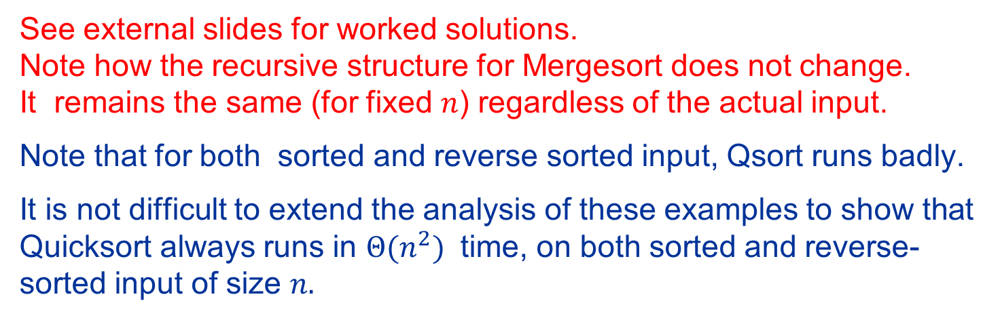 See external slides for worked solutions.
Note how the recursive structure for Mergesort does not change.
It remains the same (for fixed n) regardless of the actual input.
Note that for both sorted and reverse sorted input, Qsort runs badly.
It is not difficult to extend the analysis of these examples to show that
Quicksort always runs in Θ(n²) time, on both sorted and reverse-
sorted input of size n.